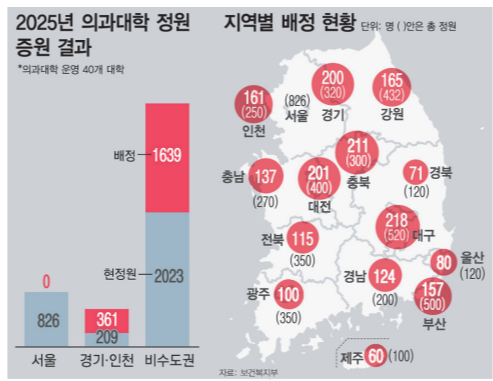 2025년 의과대학 정원
증원 결과
*의과대학 운영 40개 대학
배정
1639
현정원
2023
0
826
361
209
서울
경기·인천
비수도권
지역별 배정 현황 단위: 명 ( )안은 총 정원
161
(250)
인천
(826)
서울
200
(320)
경기
165
(432)
강원
211
(300)
충북
충남
137
(270)
201
(400)
대전
71
경북
(120)
218
(520)
대구
전북
115
(350)
80
울산
(120)
경남
124
(200)
광주
100
(350)
157
(500)
부산
제주
60
(100)
자료: 보건복지부